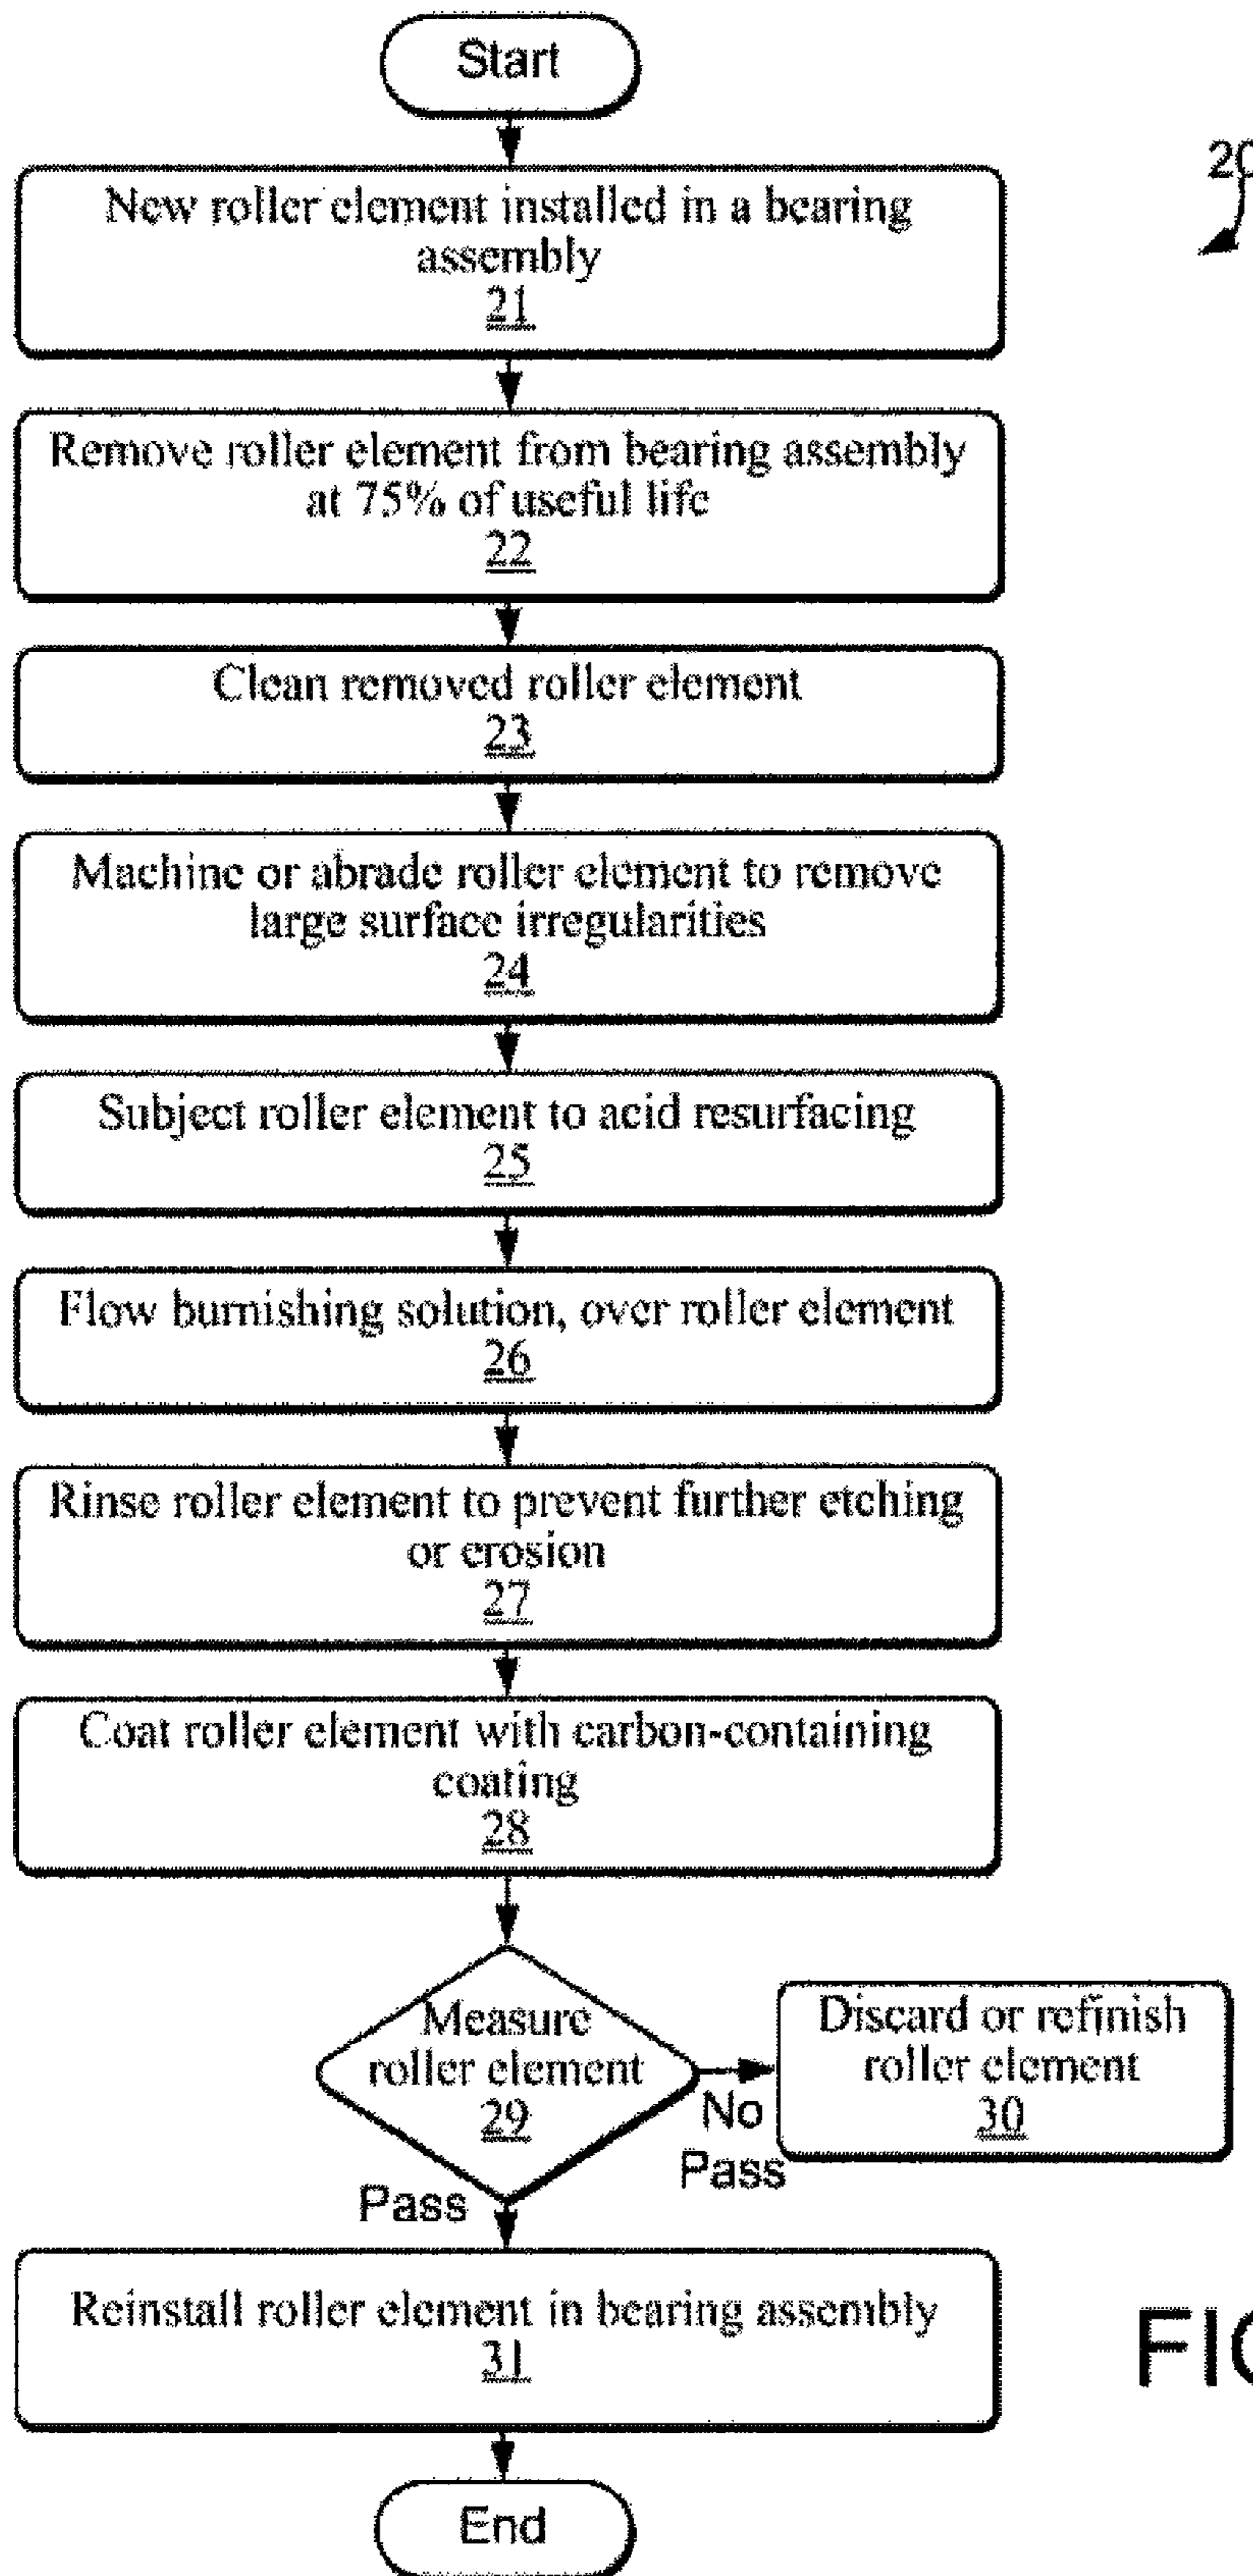 Start
20
New roller element installed in a bearing
assembly
21
Remove roller element from bearing assembly
at 75% of useful life
22
Clean removed roller element
23
Machine or abrade roller element to remove
large surface irregularities
24
Subject roller element to acid resurfacing
25
Flow burnishing solution, over roller element
26
Rinse roller element to prevent further etching
or erosion
27
Coat roller element with carbon-containing
coating
28
Measure
roller element
29
No
Pass
Discard or refinish
roller element
30
Pass
Reinstall roller element in bearing assembly
31
End